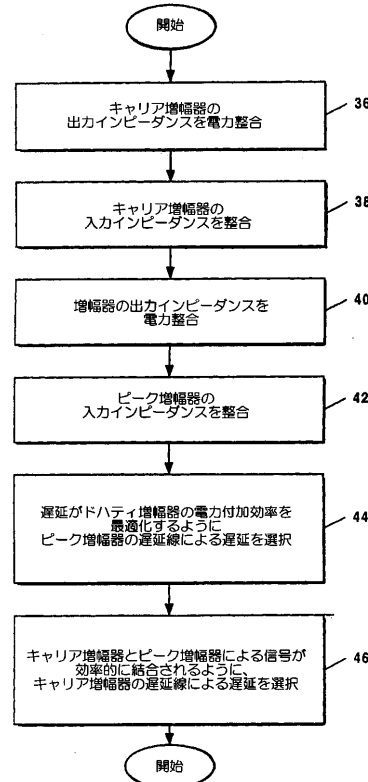 開始
キャリア増幅器の
出力インピーダンスを電力整合
36
キャリア増幅器の
入力インピーダンスを整合
38
増幅器の出力インピーダンスを
電力整合
40
ピーク増幅器の
入力インピーダンスを整合
42
遅延がドハティ増幅器の電力付加効率を
最適化するように
ピーク増幅器の遅延線による遅延を選択
44
キャリア増幅器とピーク増幅器による信号が
効率的に結合されるように、
キャリア増幅器の遅延線による遅延を選択
46
開始